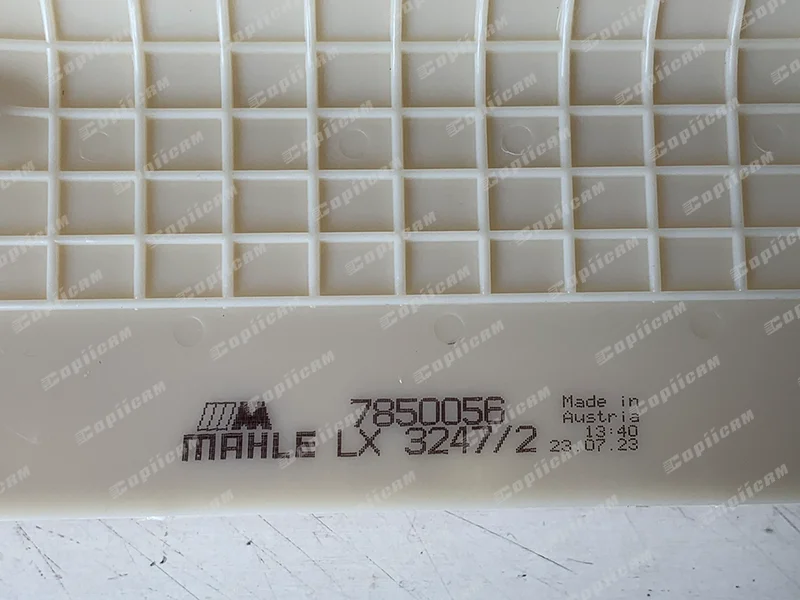 7850056
MAHLE LX 3247/2
Made in
Austria
13:40
23.07.23
CopiiCAM